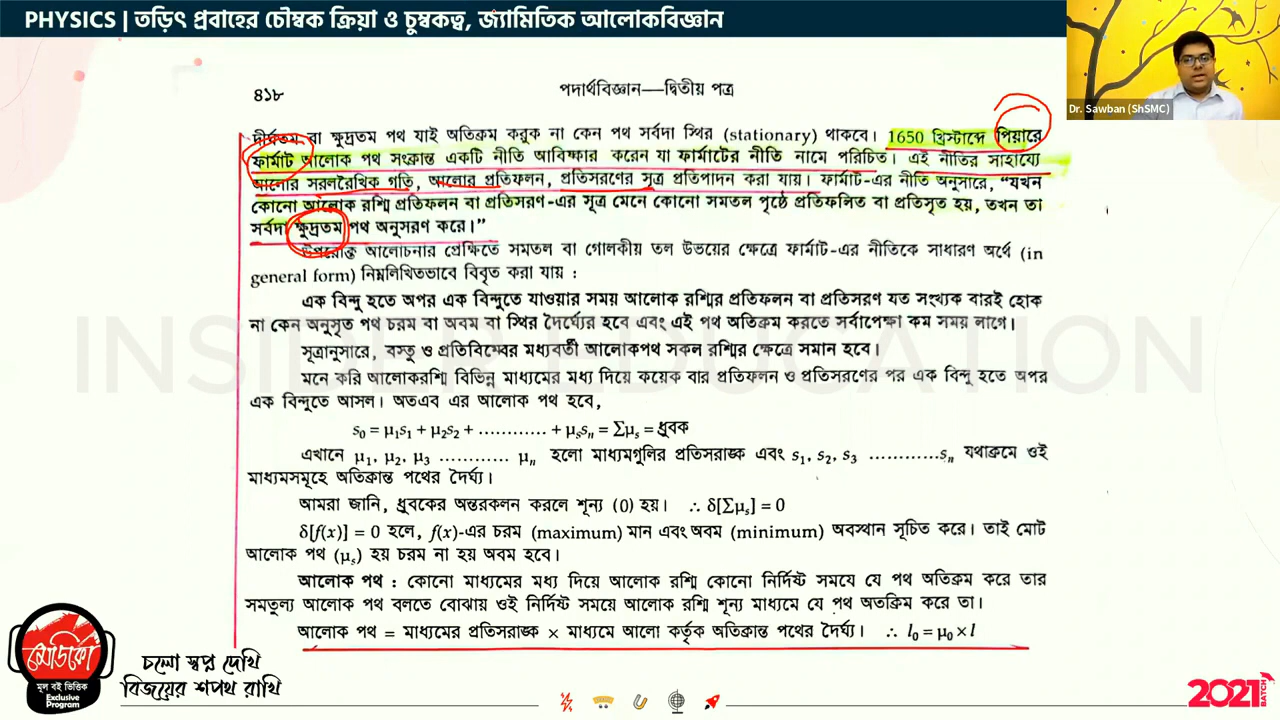 PHYSICS | তড়িৎ প্রবাহের চৌম্বক ক্রিয়া ও চুম্বকত্ব, জ্যামিতিক আলোকবিজ্ঞান
Dr. Sawban (ShSMC)
৪১৮
পদার্থবিজ্ঞান—দ্বিতীয় পত্র
দীর্ঘতম বা ক্ষুদ্রতম পথ যাই অতিক্রম করুক না কেন পথ সর্বদা স্থির (stationary) থাকবে। 1650 খ্রিস্টাব্দে পিয়ারে
ফার্মাট আলোক পথ সংক্রান্ত একটি নীতি আবিষ্কার করেন যা ফার্মাটের নীতি নামে পরিচিত। এই নীতির সাহায্যে
আলোর সরলরৈখিক গতি, আলোর প্রতিফলন, প্রতিসরণের সূত্র প্রতিপাদন করা যায়। ফার্মাট-এর নীতি অনুসারে, “যখন
কোনো আলোক রশ্মি প্রতিফলন বা প্রতিসরণ-এর সূত্র মেনে কোনো সমতল পৃষ্ঠে প্রতিফলিত বা প্রতিসৃত হয়, তখন তা
সর্বদা ক্ষুদ্রতম পথ অনুসরণ করে।”
উপরোক্ত আলোচনার প্রেক্ষিতে সমতল বা গোলকীয় তল উভয়ের ক্ষেত্রে ফার্মাট-এর নীতিকে সাধারণ অর্থে (in
general form) নিম্নলিখিতভাবে বিবৃত করা যায় :
এক বিন্দু হতে অপর এক বিন্দুতে যাওয়ার সময় আলোক রশ্মির প্রতিফলন বা প্রতিসরণ যত সংখ্যক বারই হোক
না কেন অনুসৃত পথ চরম বা অবম বা স্থির দৈর্ঘ্যের হবে এবং এই পথ অতিক্রম করতে সর্বাপেক্ষা কম সময় লাগে।
সূত্রানুসারে, বস্তু ও প্রতিবিম্বের মধ্যবর্তী আলোকপথ সকল রশ্মির ক্ষেত্রে সমান হবে।
মনে করি আলোকরশ্মি বিভিন্ন মাধ্যমের মধ্য দিয়ে কয়েক বার প্রতিফলন ও প্রতিসরণের পর এক বিন্দু হতে অপর
এক বিন্দুতে আসল। অতএব এর আলোক পথ হবে,
s₀ = μ₁s₁ + μ₂s₂ + ............ + μₛsₙ = Σμₛ = ধ্রুবক
এখানে μ₁, μ₂, μ₃ ............ μₙ হলো মাধ্যমগুলির প্রতিসরাঙ্ক এবং s₁, s₂, s₃ ............sₙ যথাক্রমে ওই
মাধ্যমসমূহে অতিক্রান্ত পথের দৈর্ঘ্য।
আমরা জানি, ধ্রুবকের অন্তরকলন করলে শূন্য (0) হয়। ∴ δ[Σμₛ] = 0
δ[f(x)] = 0 হলে, f(x)-এর চরম (maximum) মান এবং অবম (minimum) অবস্থান সূচিত করে। তাই মোট
আলোক পথ (μₛ) হয় চরম না হয় অবম হবে।
আলোক পথ : কোনো মাধ্যমের মধ্য দিয়ে আলোক রশ্মি কোনো নির্দিষ্ট সময়ে যে পথ অতিক্রম করে তার
সমতুল্য আলোক পথ বলতে বোঝায় ওই নির্দিষ্ট সময়ে আলোক রশ্মি শূন্য মাধ্যমে যে পথ অতক্রিম করে তা।
আলোক পথ = মাধ্যমের প্রতিসরাঙ্ক × মাধ্যমে আলো কর্তৃক অতিক্রান্ত পথের দৈর্ঘ্য। ∴ l₀ = μ₀ × l
INSIDER EDUCATION
মেডিকো
মূল বই ভিত্তিক
Exclusive
Program
চলো স্বপ্ন দেখি
বিজয়ের শপথ রাখি
2021 BATCH